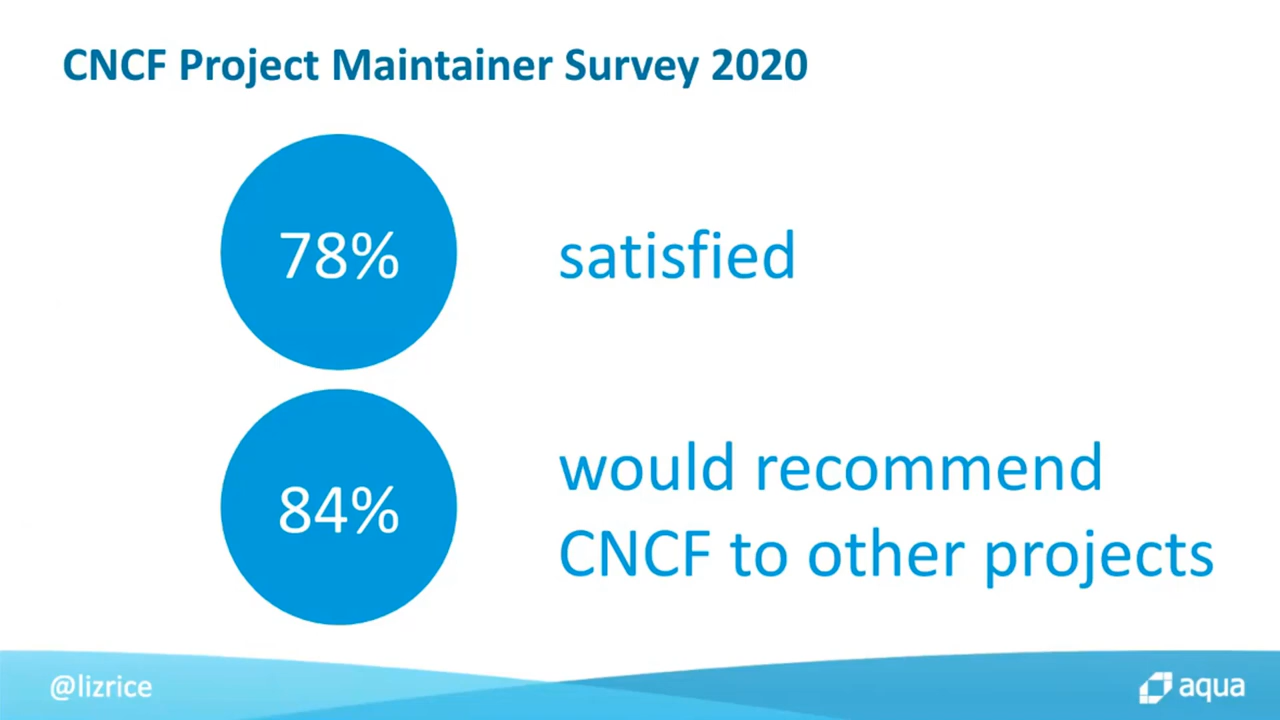 CNCF Project Maintainer Survey 2020
78%
satisfied
84%
would recommend
CNCF to other projects
@lizrice
aqua